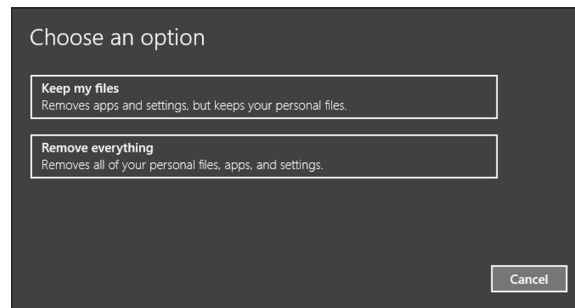 Choose an option
Keep my files
Removes apps and settings, but keeps your personal files.
Remove everything
Removes all of your personal files, apps, and settings.
Cancel